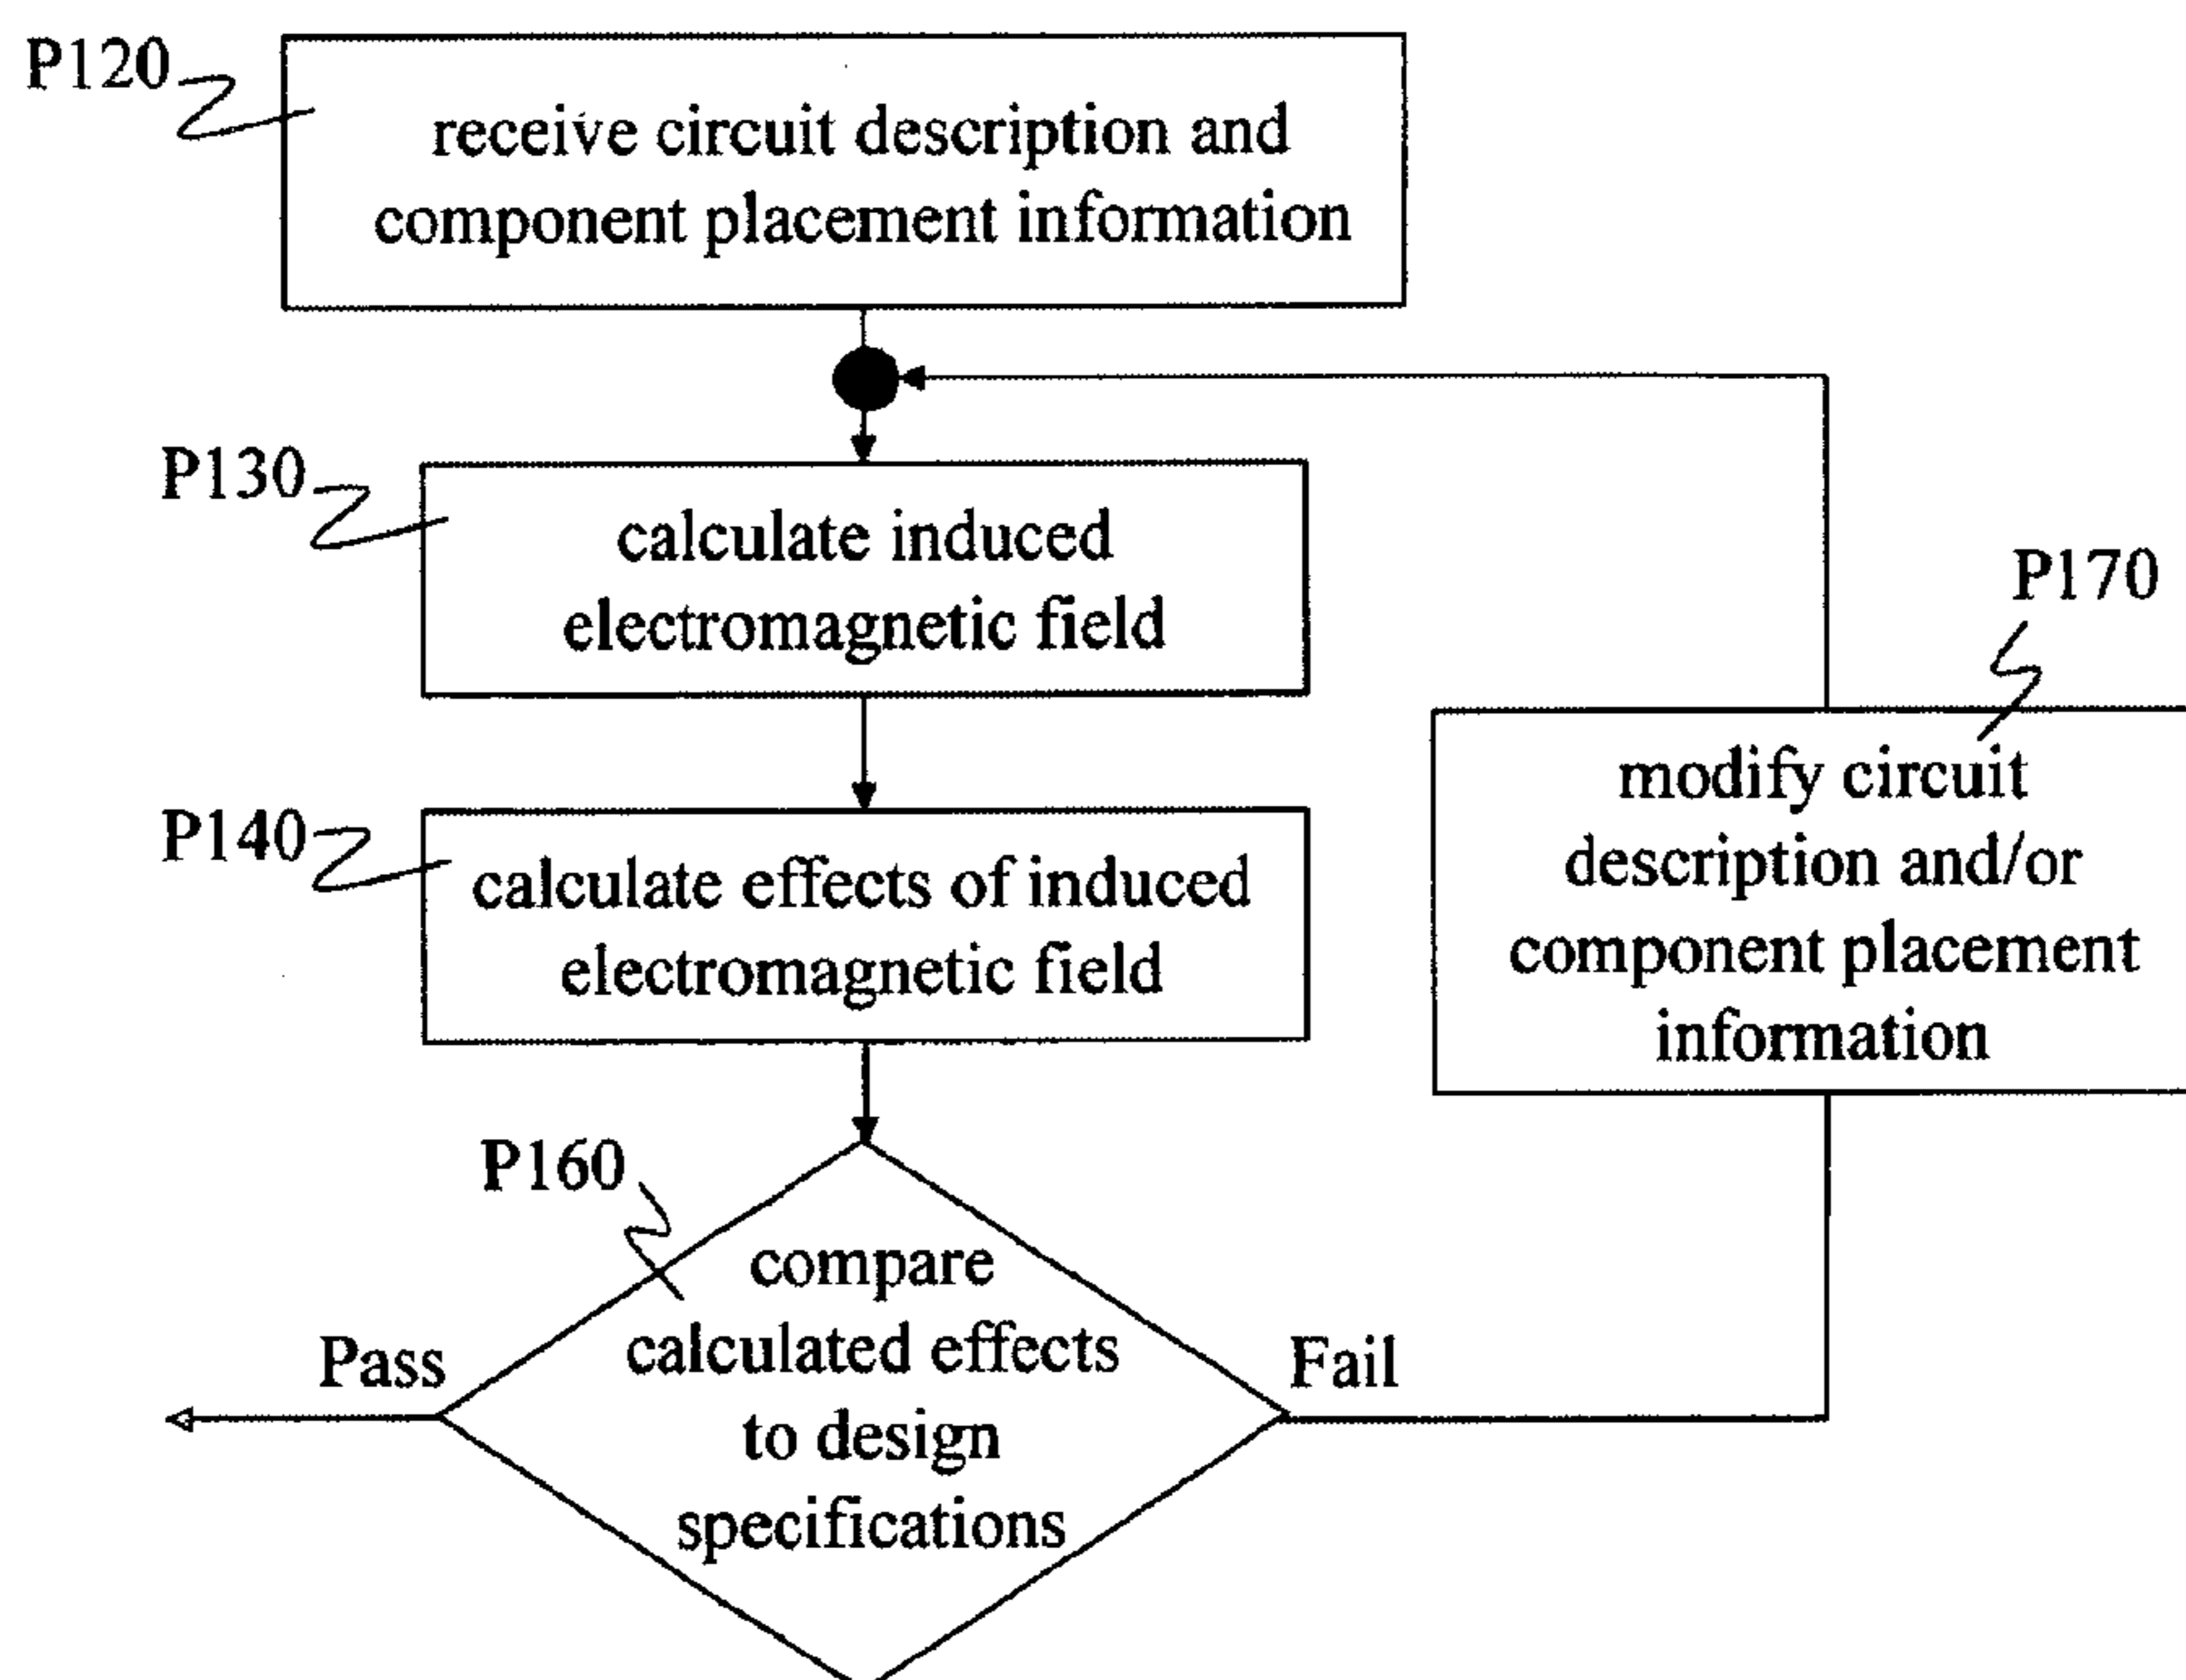 P120
receive circuit description and
component placement information
P130
calculate induced
electromagnetic field
P170
modify circuit
description and/or
component placement
information
P140
calculate effects of induced
electromagnetic field
P160
compare
calculated effects
to design
specifications
Pass
Fail